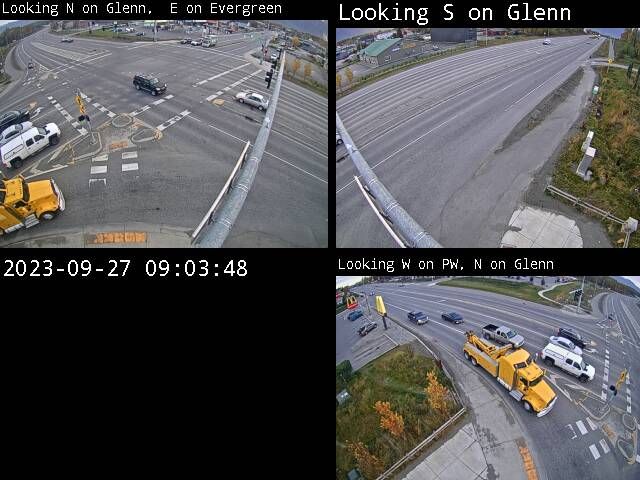 Looking N on Glenn, E on Evergreen
Looking S on Glenn
2023-09-27 09:03:48
Looking W on PW, N on Glenn